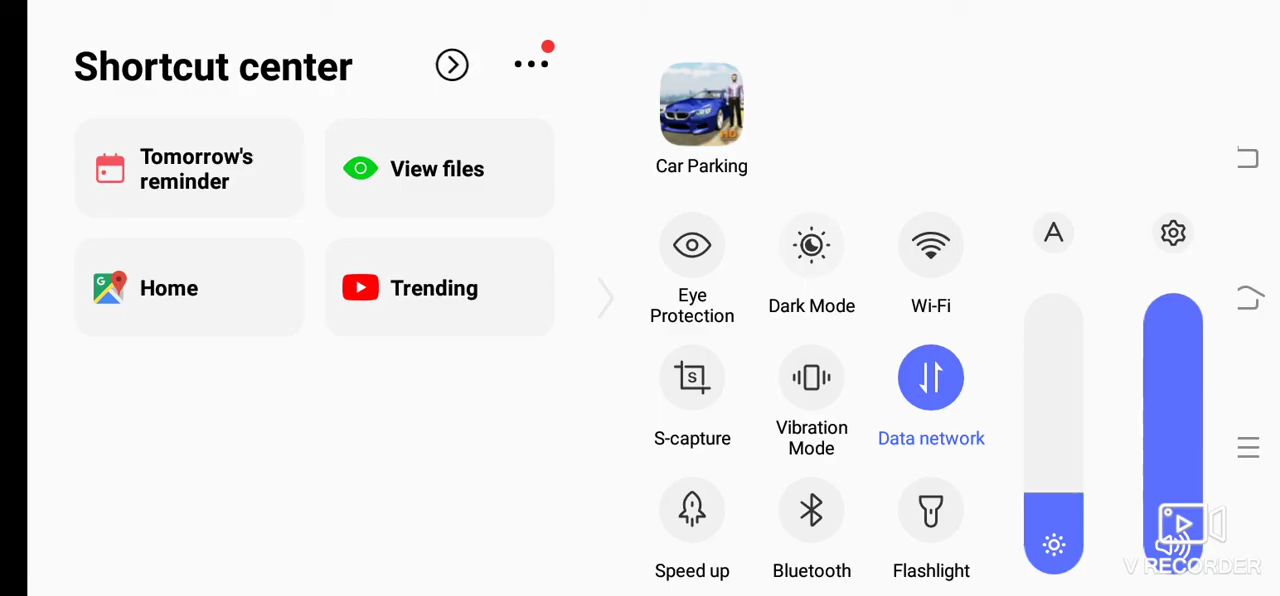 Shortcut center
Tomorrow's
reminder
View files
Home
Trending
HD
Car Parking
Eye
Protection
Dark Mode
Wi-Fi
A
S
S-capture
Vibration
Mode
Data network
Speed up
Bluetooth
Flashlight
V RECORDER
G